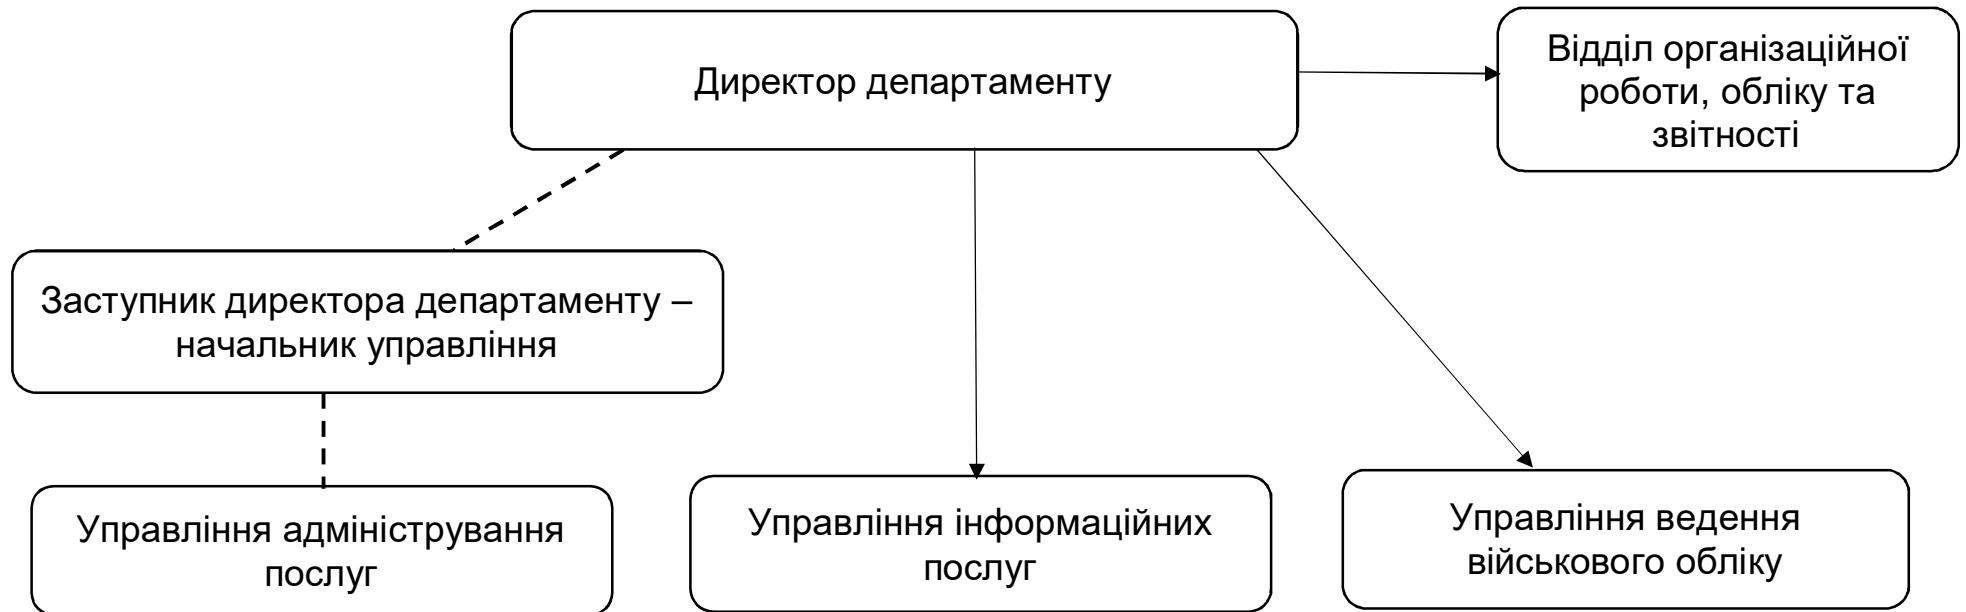 Директор департаменту
Відділ організаційної
роботи, обліку та
звітності
Заступник директора департаменту –
начальник управління
Управління адміністрування
послуг
Управління інформаційних
послуг
Управління ведення
військового обліку